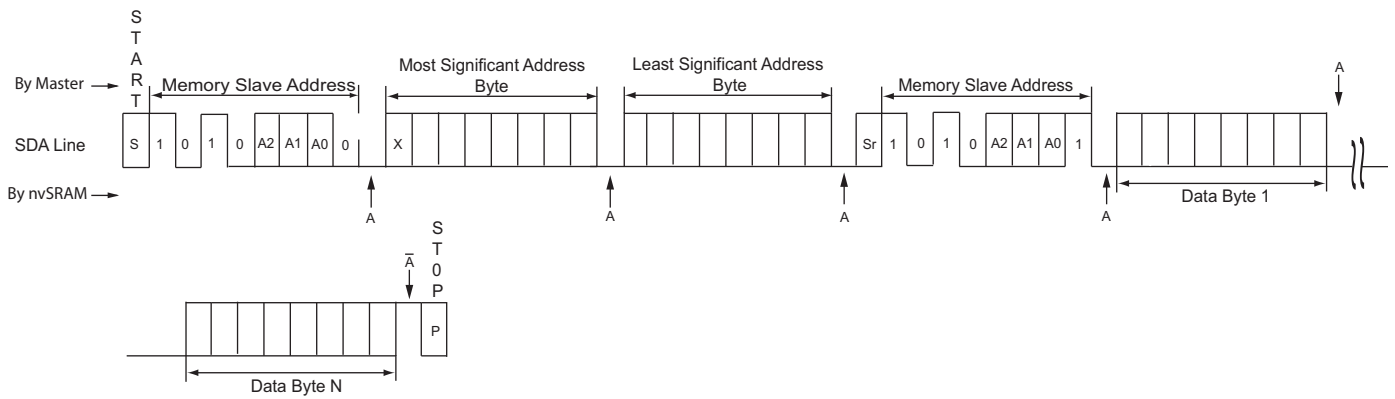 START
By Master
Memory Slave Address
Most Significant Address
Byte
Least Significant Address
Byte
Memory Slave Address
A
SDA Line
S 1 0 1 0 A2 A1 A0 0
X
Sr 1 0 1 0 A2 A1 A0 1
By nvSRAM
A
A
A
A
Data Byte 1
A̅
ST0P
P
Data Byte N